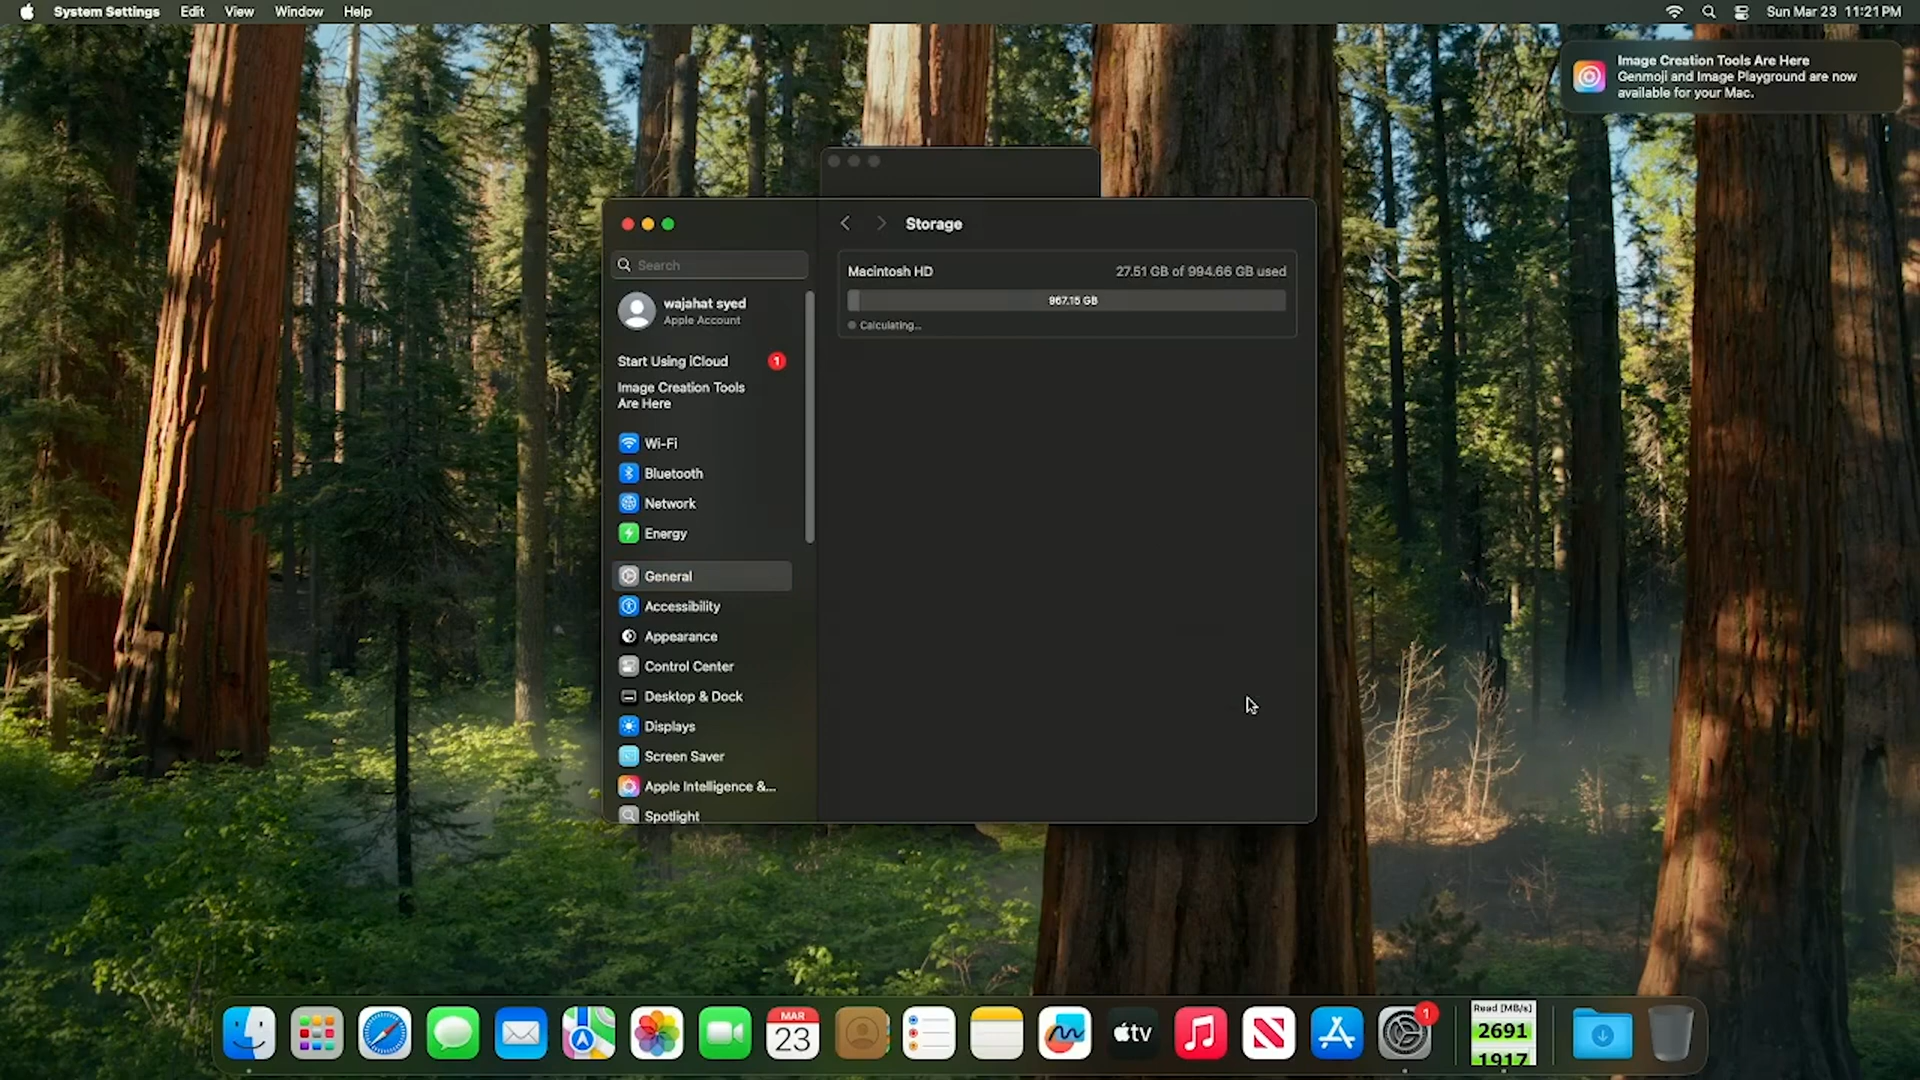 System Settings Edit View Window Help
Sun Mar 23 11:21PM
Image Creation Tools Are Here
Genmoji and Image Playground are now
available for your Mac.
Storage
Search
Macintosh HD
27.51 GB of 994.66 GB used
967.15 GB
Calculating...
wajahat syed
Apple Account
Start Using iCloud 1
Image Creation Tools
Are Here
Wi-Fi
Bluetooth
Network
Energy
General
Accessibility
Appearance
Control Center
Desktop & Dock
Displays
Screen Saver
Apple Intelligence &...
Spotlight
MAR
23
tv
1
Read [MB/s]
2691
1917